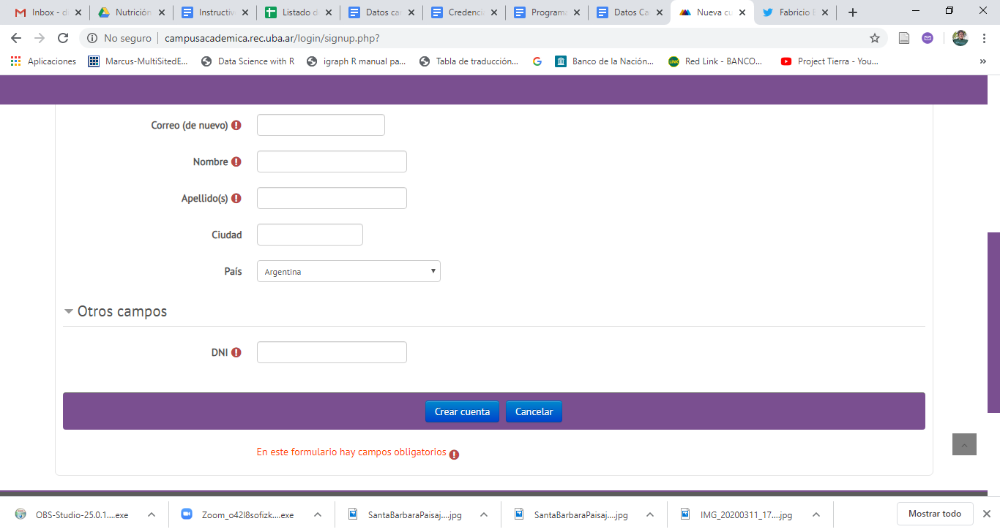 Inbox - d
Nutrición
Instructiv
Listado d
Datos car
Credenci
Programa
Datos Ca
Nueva cu
Fabricio B
No seguro
campusacademica.rec.uba.ar/login/signup.php?
Aplicaciones
Marcus-MultiSitedE...
Data Science with R
igraph R manual pa...
Tabla de traducción...
Banco de la Nación...
Red Link - BANCO...
Project Tierra - You...
»
Correo (de nuevo)
Nombre
Apellido(s)
Ciudad
País
Argentina
Otros campos
DNI
Crear cuenta
Cancelar
En este formulario hay campos obligatorios
OBS-Studio-25.0.1....exe
Zoom_o42l8sofizk....exe
SantaBarbaraPaisaj....jpg
SantaBarbaraPaisaj....jpg
IMG_20200311_17....jpg
Mostrar todo